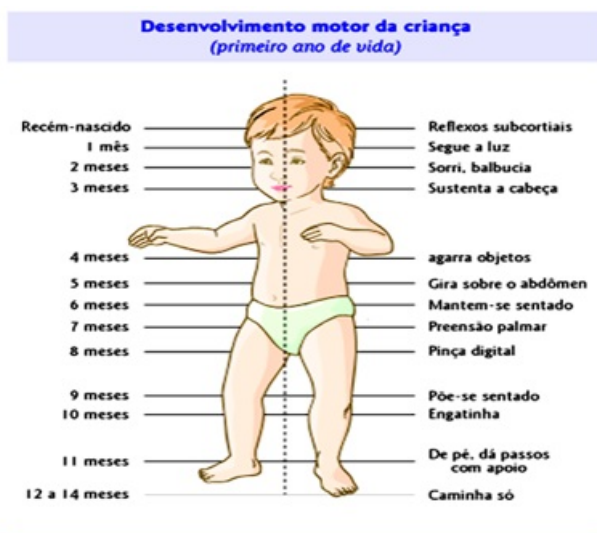 Desenvolvimento motor da criança
(primeiro ano de vida)
Recém-nascido Reflexos subcortiais
1 mês Segue a luz
2 meses Sorri, balbucia
3 meses Sustenta a cabeça
4 meses agarra objetos
5 meses Gira sobre o abdômen
6 meses Mantem-se sentado
7 meses Preensão palmar
8 meses Pinça digital
9 meses Põe-se sentado
10 meses Engatinha
11 meses De pé, dá passos
com apoio
12 a 14 meses Caminha só